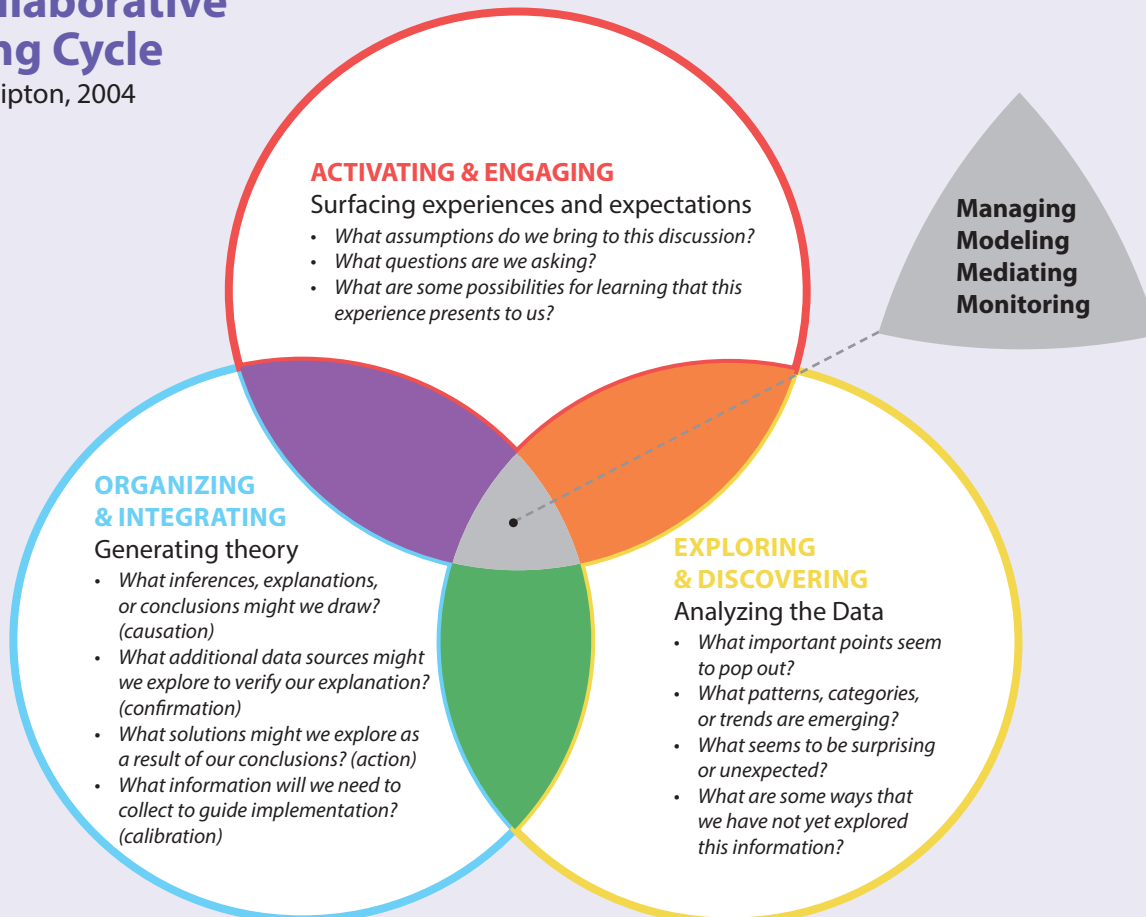 llaborative
ng Cycle
ipton, 2004
ACTIVATING & ENGAGING
Surfacing experiences and expectations
• What assumptions do we bring to this discussion?
• What questions are we asking?
• What are some possibilities for learning that this
experience presents to us?
Managing
Modeling
Mediating
Monitoring
ORGANIZING
& INTEGRATING
Generating theory
• What inferences, explanations,
or conclusions might we draw?
(causation)
• What additional data sources might
we explore to verify our explanation?
(confirmation)
• What solutions might we explore as
a result of our conclusions? (action)
• What information will we need to
collect to guide implementation?
(calibration)
EXPLORING
& DISCOVERING
Analyzing the Data
• What important points seem
to pop out?
• What patterns, categories,
or trends are emerging?
• What seems to be surprising
or unexpected?
• What are some ways that
we have not yet explored
this information?